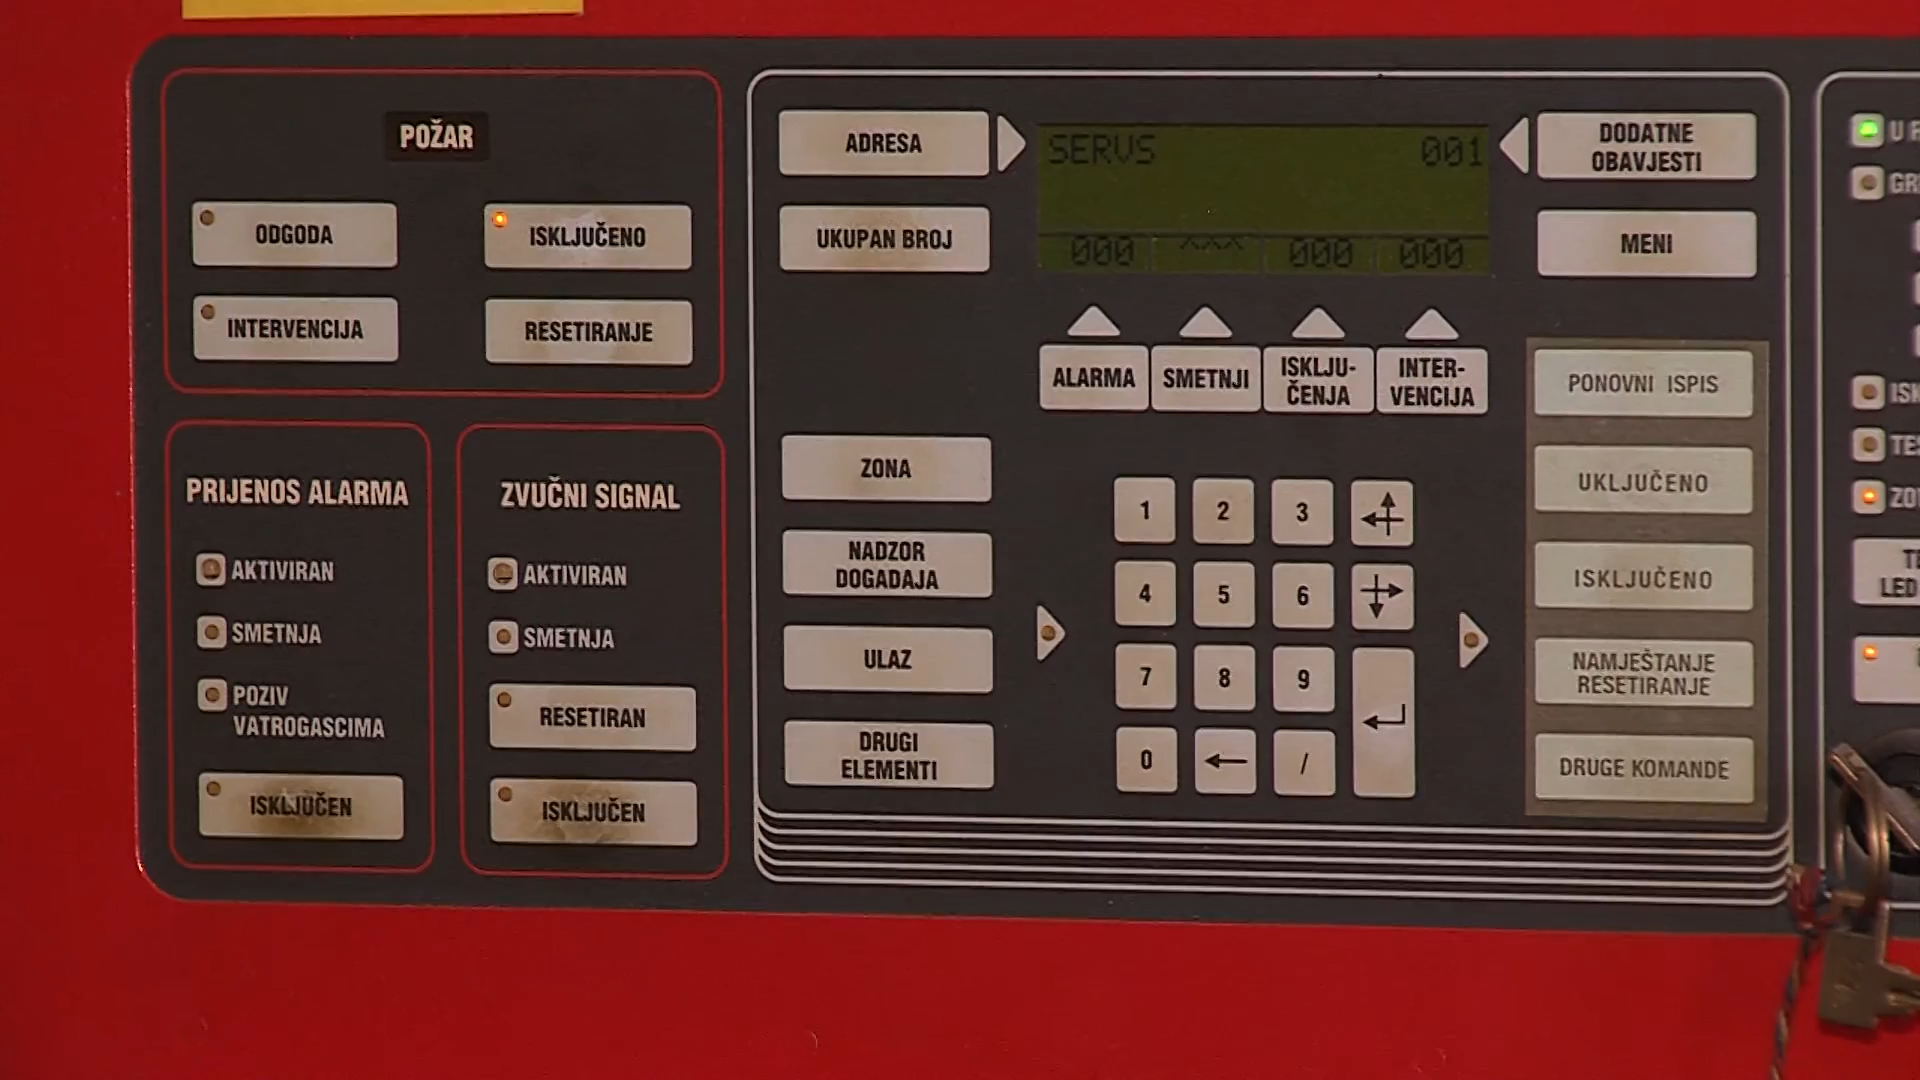 POŽAR
ODGODA
ISKLJUČENO
INTERVENCIJA
RESETIRANJE
PRIJENOS ALARMA
AKTIVIRAN
SMETNJA
POZIV
VATROGASCIMA
ISKLJUČEN
ZVUČNI SIGNAL
AKTIVIRAN
SMETNJA
RESETIRAN
ISKLJUČEN
ADRESA
UKUPAN BROJ
SERVS 001
000 ^^^ 000 000
DODATNE
OBAVJESTI
MENI
ALARMA
SMETNJI
ISKLJU-
ČENJA
INTER-
VENCIJA
ZONA
NADZOR
DOGADAJA
ULAZ
DRUGI
ELEMENTI
1 2 3
4 5 6
7 8 9
0 ← /
PONOVNI ISPIS
UKLJUČENO
ISKLJUČENO
NAMJEŠTANJE
RESETIRANJE
DRUGE KOMANDE
LED